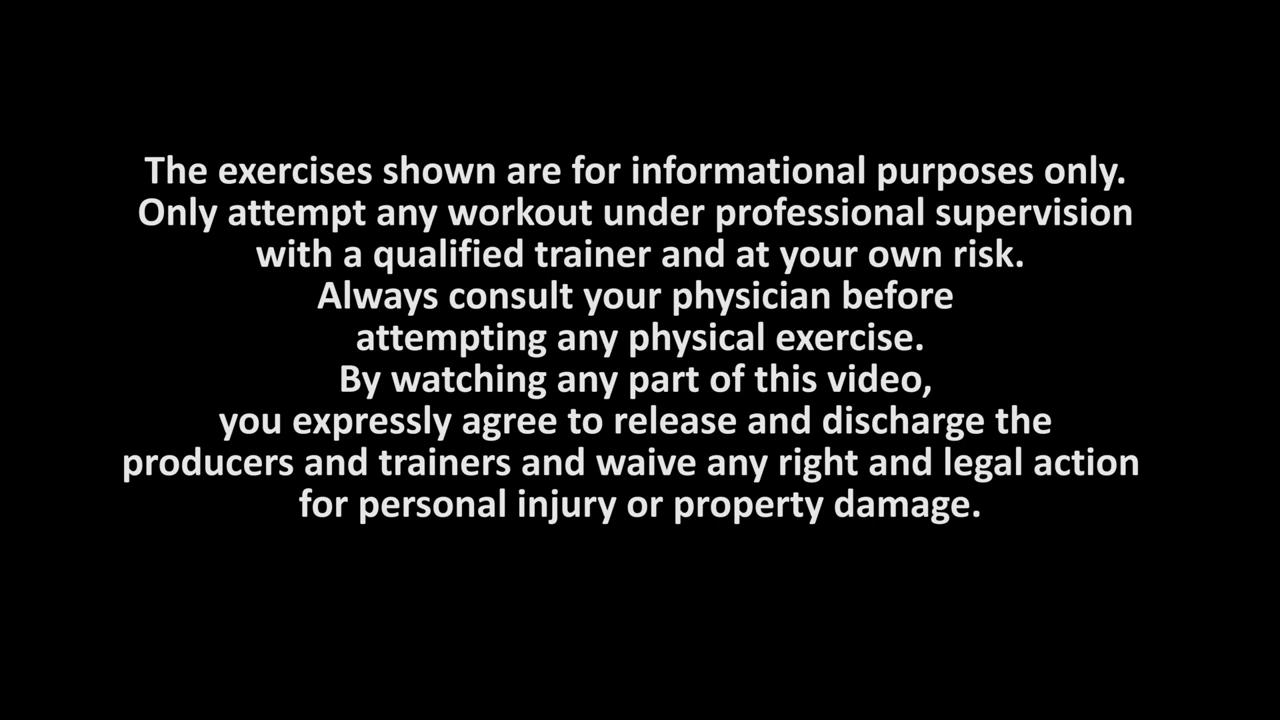 The exercises shown are for informational purposes only.
Only attempt any workout under professional supervision
with a qualified trainer and at your own risk.
Always consult your physician before
attempting any physical exercise.
By watching any part of this video,
you expressly agree to release and discharge the
producers and trainers and waive any right and legal action
for personal injury or property damage.